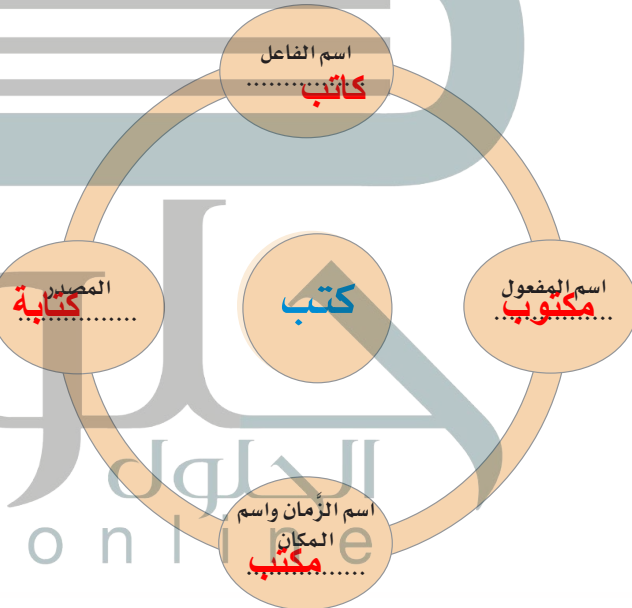 اسم الفاعل
................
كاتب
المصدر
................
كتابة
كتب
اسم المفعول
................
مكتوب
اسم الزَّمان واسم
المكان
................
مكتب
الحلول
online